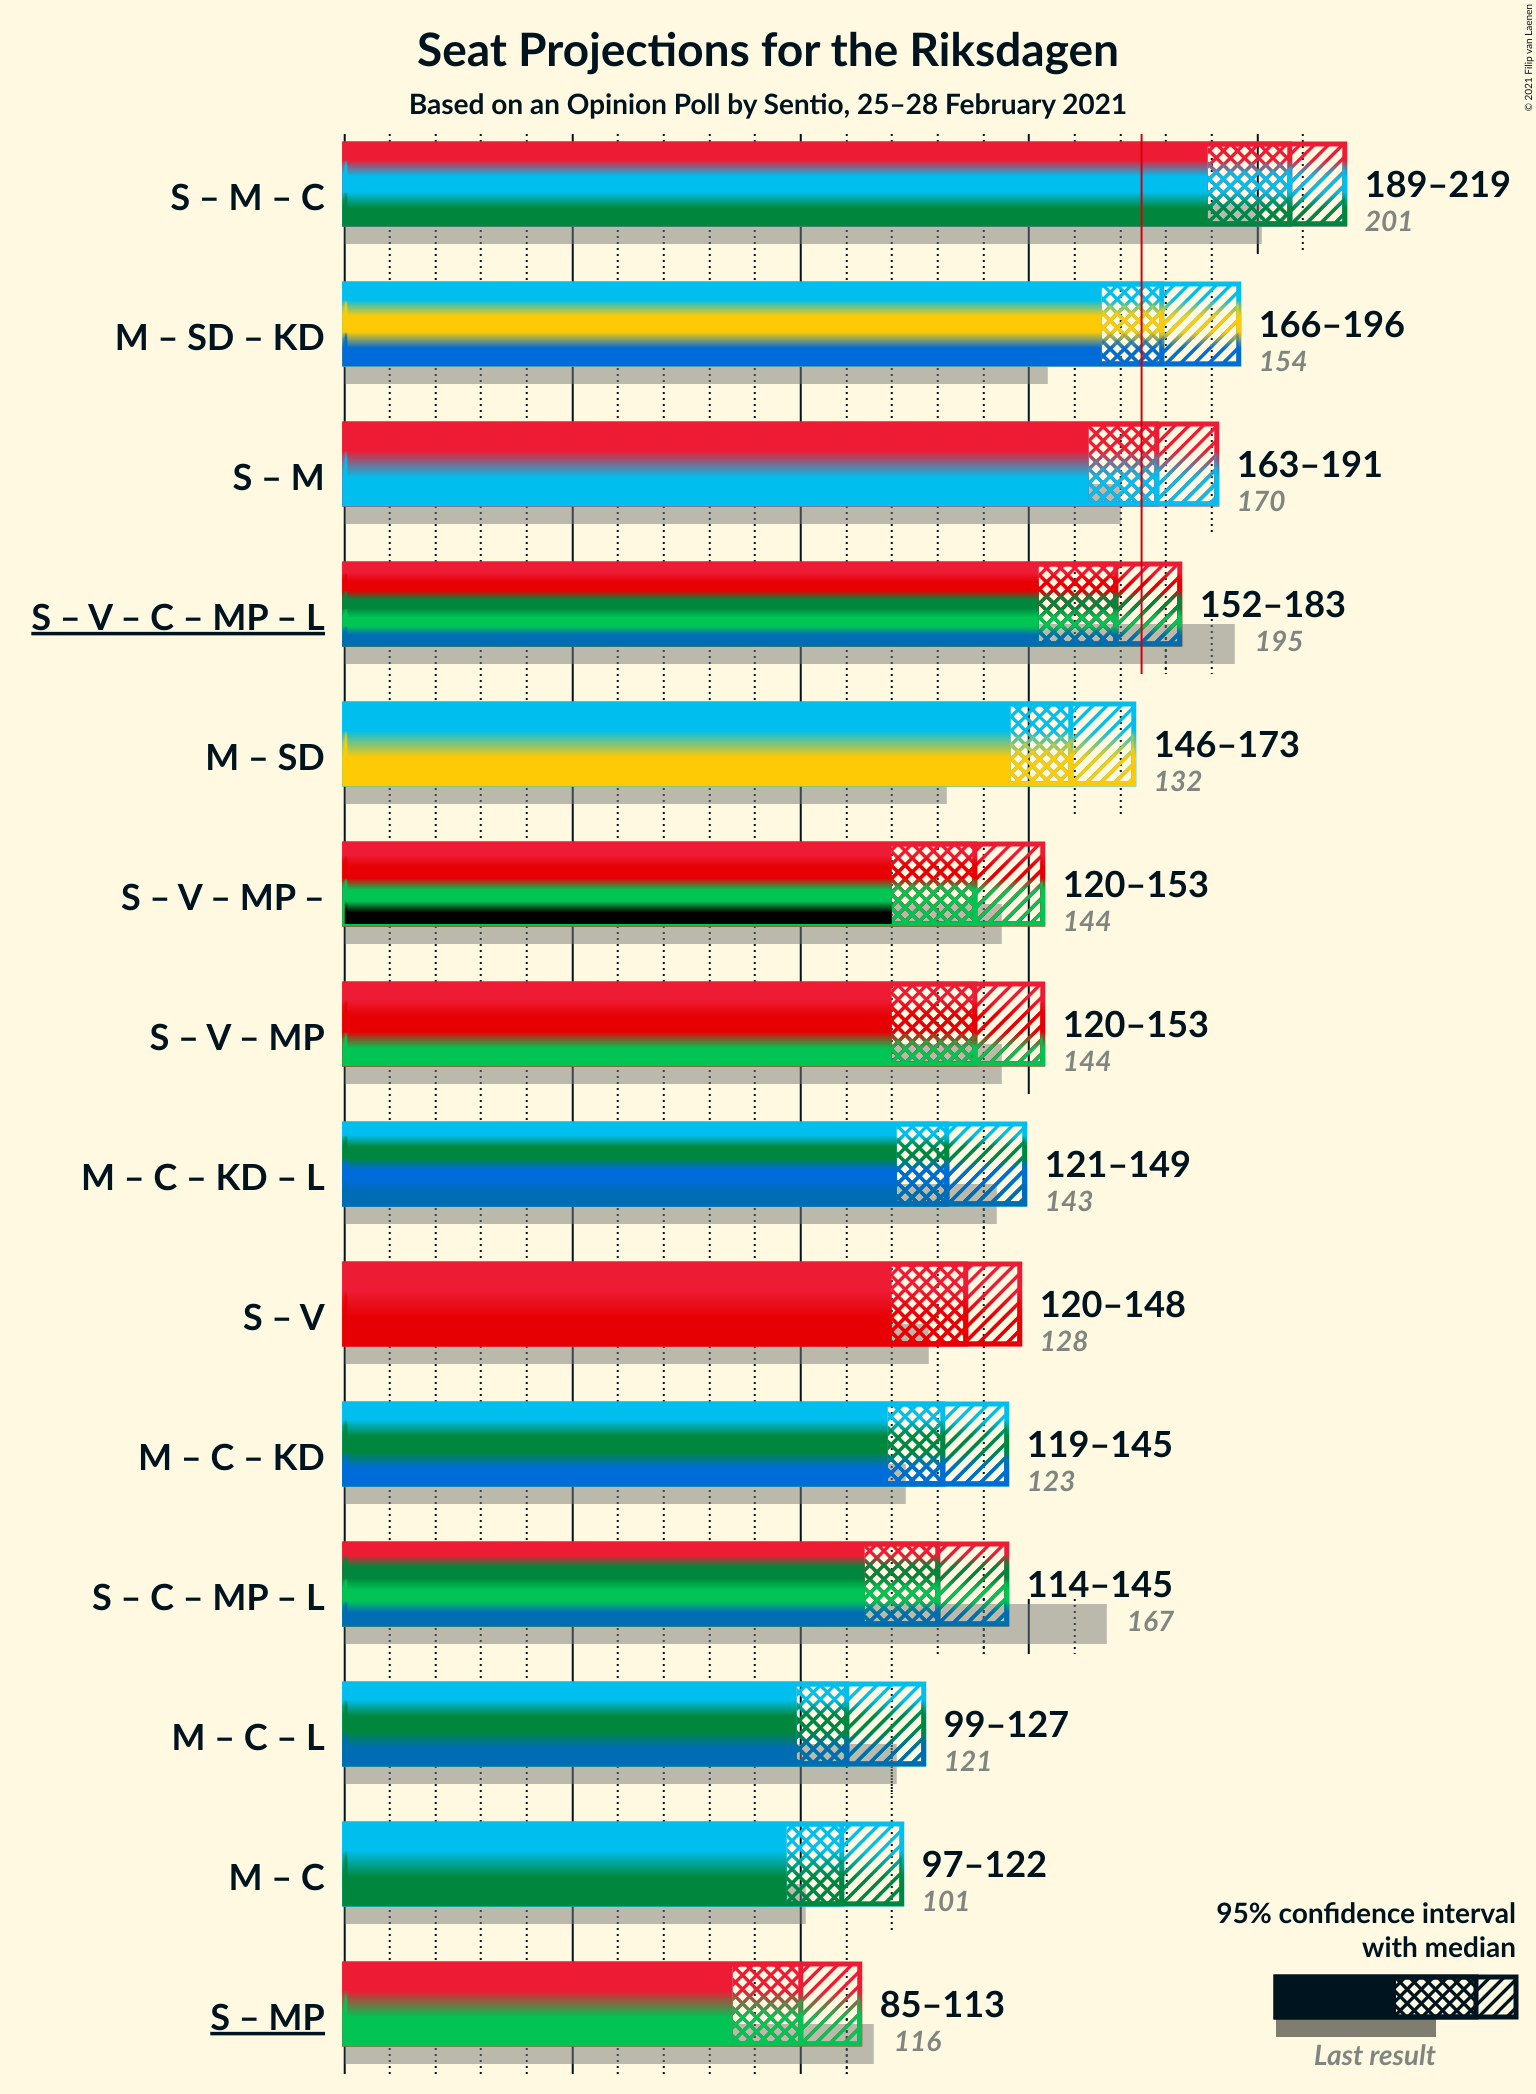 Seat Projections for the Riksdagen
Based on an Opinion Poll by Sentio, 25–28 February 2021
© 2021 Filip van Laenen
S – M – C
189–219
201
M – SD – KD
166–196
154
S – M
163–191
170
S – V – C – MP – L
152–183
195
M – SD
146–173
132
S – V – MP –
120–153
144
S – V – MP
120–153
144
M – C – KD – L
121–149
143
S – V
120–148
128
M – C – KD
119–145
123
S – C – MP – L
114–145
167
M – C – L
99–127
121
M – C
97–122
101
S – MP
85–113
116
95% confidence interval
with median
Last result